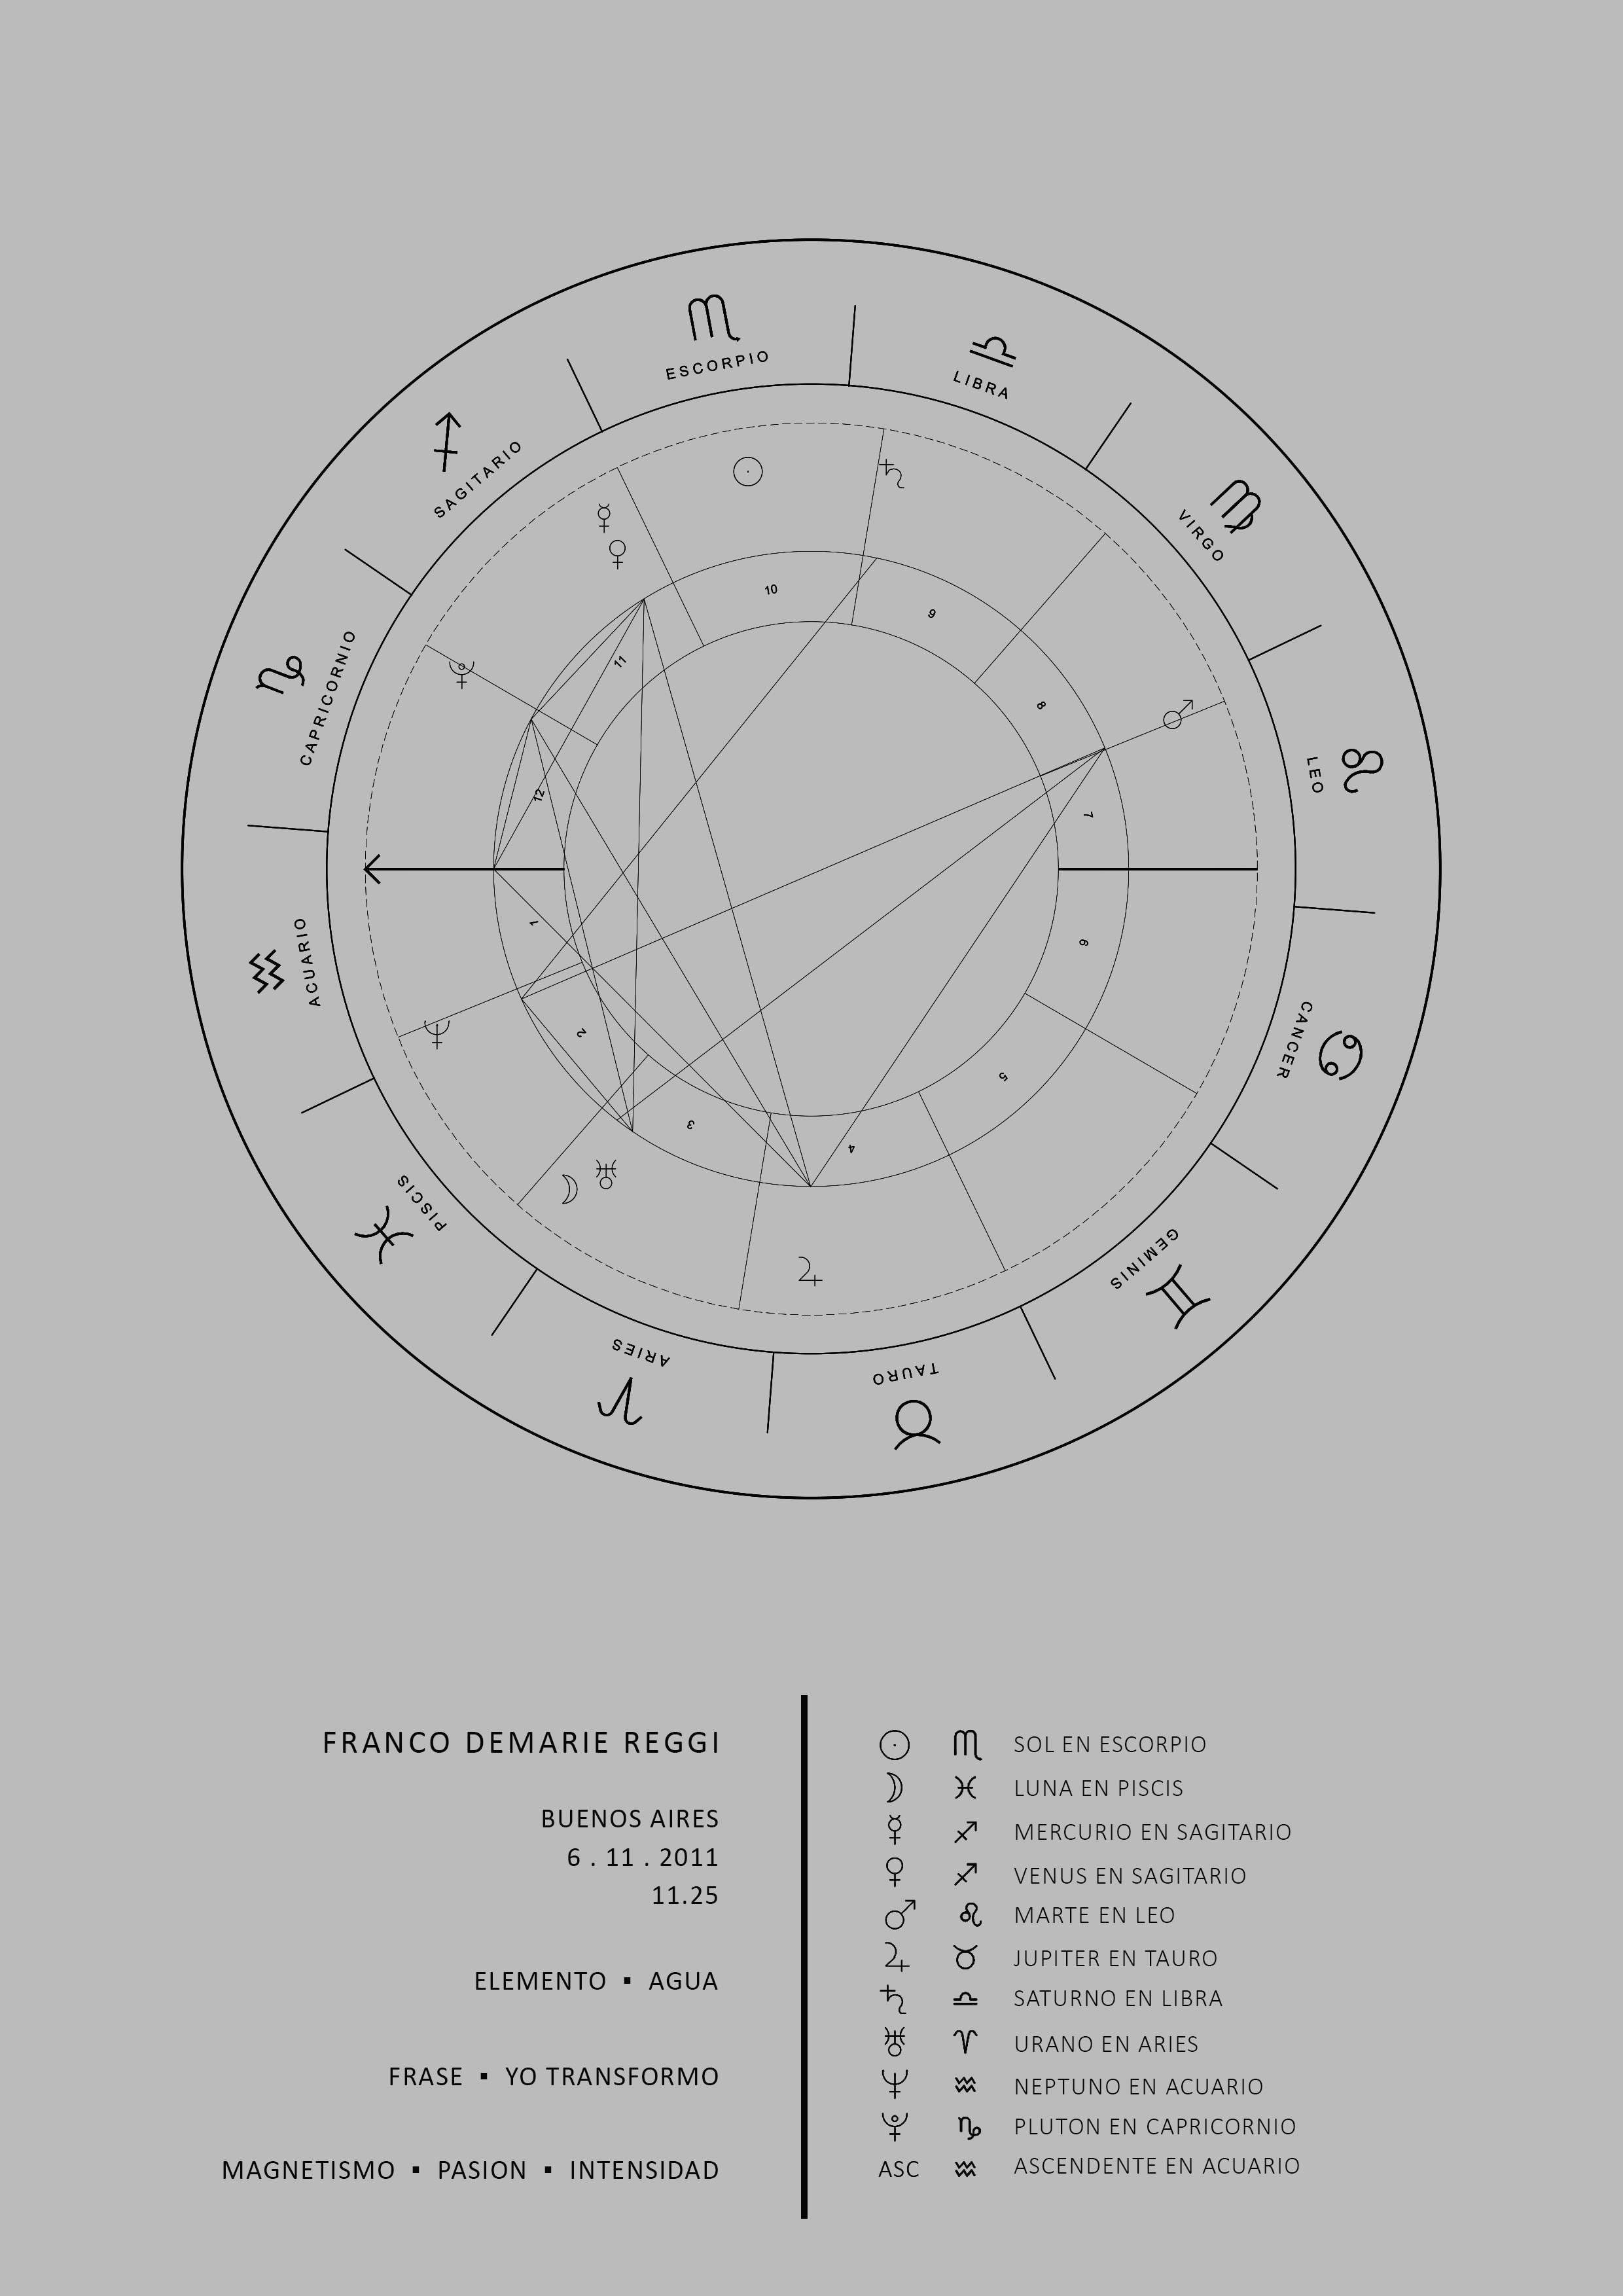 ESCORPIO
LIBRA
VIRGO
LEO
CANCER
GEMINIS
TAURO
ARIES
PISCIS
ACUARIO
CAPRICORNIO
SAGITARIO
10
9
8
7
6
5
4
3
2
1
12
11
FRANCO DEMARIE REGGI
BUENOS AIRES
6 . 11 . 2011
11.25
ELEMENTO ▪ AGUA
FRASE ▪ YO TRANSFORMO
MAGNETISMO ▪ PASION ▪ INTENSIDAD
☉ ♏ SOL EN ESCORPIO
☽ ♓ LUNA EN PISCIS
☿ ♐ MERCURIO EN SAGITARIO
♀ ♐ VENUS EN SAGITARIO
♂ ♌ MARTE EN LEO
♃ ♉ JUPITER EN TAURO
♄ ♎ SATURNO EN LIBRA
♅ ♈ URANO EN ARIES
♆ ♒ NEPTUNO EN ACUARIO
♇ ♑ PLUTON EN CAPRICORNIO
ASC ♒ ASCENDENTE EN ACUARIO